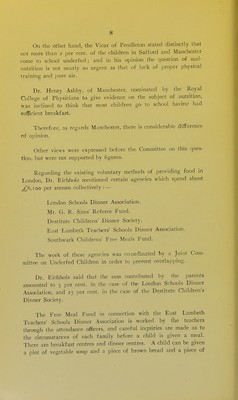 8
On the other hand, the Vicar of Pendleton stated distinctly that
not more than 2 per cent. of the children in Salford and Manchester
come to school underfed; and in his opinion the question of mal-
nutrition is not nearly so urgent as that of lack of proper physical
training and pure air.
Dr. Henry Ashby, of Manchester, nominated by the Royal
College of Physicians to give evidence on the subject of nutrition,
was inclined to think that most children go to school having had
sufficient breakfast.
Therefore, as regards Manchester, there is considerable difference
of opinion.
Other views were expressed before the Committee on this ques-
tion, but were not supported by figures.
Regarding the existing voluntary methods of providing food in
London, Dr. Eichholz mentioned certain agencies which spend about
£6,100 per annum collectively:—
London Schools Dinner Association.
Mr. G. R. Sims' Referee Fund.
Destitute Childrens' Dinner Society.
East Lambeth Teachers' Schools Dinner Association.
Southwark Childrens' Free Meals Fund.
The work of these agencies was co-ordinated by a Joint Com-
mittee on Underfed Children in order to prevent overlapping.
Dr. Eichholz said that the sum contributed by the parents
amounted to 5 per cent. in the case of the London Schools Dinner
Association, and 25 per cent. in the case of the Destitute Children's
Dinner Society.
The Free Meal Fund in connection with the East Lambeth
Teachers' Schools Dinner Association is worked by the teachers
through the attendance officers, and careful inquiries are made as to
the circumstances of each family before a child is given a meal.
There are breakfast centres and dinner centres. A child can be given
a pint of vegetable soup and a piece of brown bread and a piece of